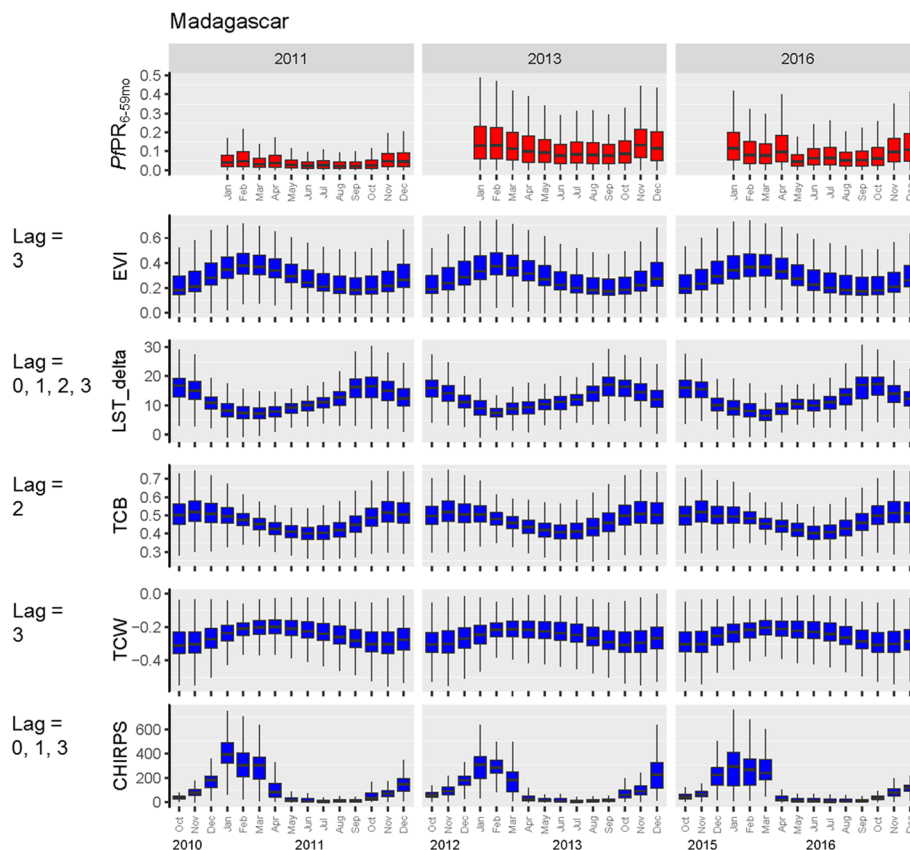 Madagascar
2011 2013 2016
PfPR6-59mo
0.5
0.4
0.3
0.2
0.1
0.0
Jan Feb Mar Apr May Jun Jul Aug Sep Oct Nov Dec Jan Feb Mar Apr May Jun Jul Aug Sep Oct Nov Dec Jan Feb Mar Apr May Jun Jul Aug Sep Oct Nov Dec
Lag =
3
EVI
0.6
0.4
0.2
0.0
Lag =
0, 1, 2, 3
LST_delta
30
20
10
0
Lag =
2
TCB
0.7
0.6
0.5
0.4
0.3
Lag =
3
TCW
0.0
−0.2
−0.4
Lag =
0, 1, 3
CHIRPS
600
400
200
0
Oct Nov Dec Jan Feb Mar Apr May Jun Jul Aug Sep Oct Nov Dec Oct Nov Dec Jan Feb Mar Apr May Jun Jul Aug Sep Oct Nov Dec Oct Nov Dec Jan Feb Mar Apr May Jun Jul Aug Sep Oct Nov Dec
2010 2011 2012 2013 2015 2016